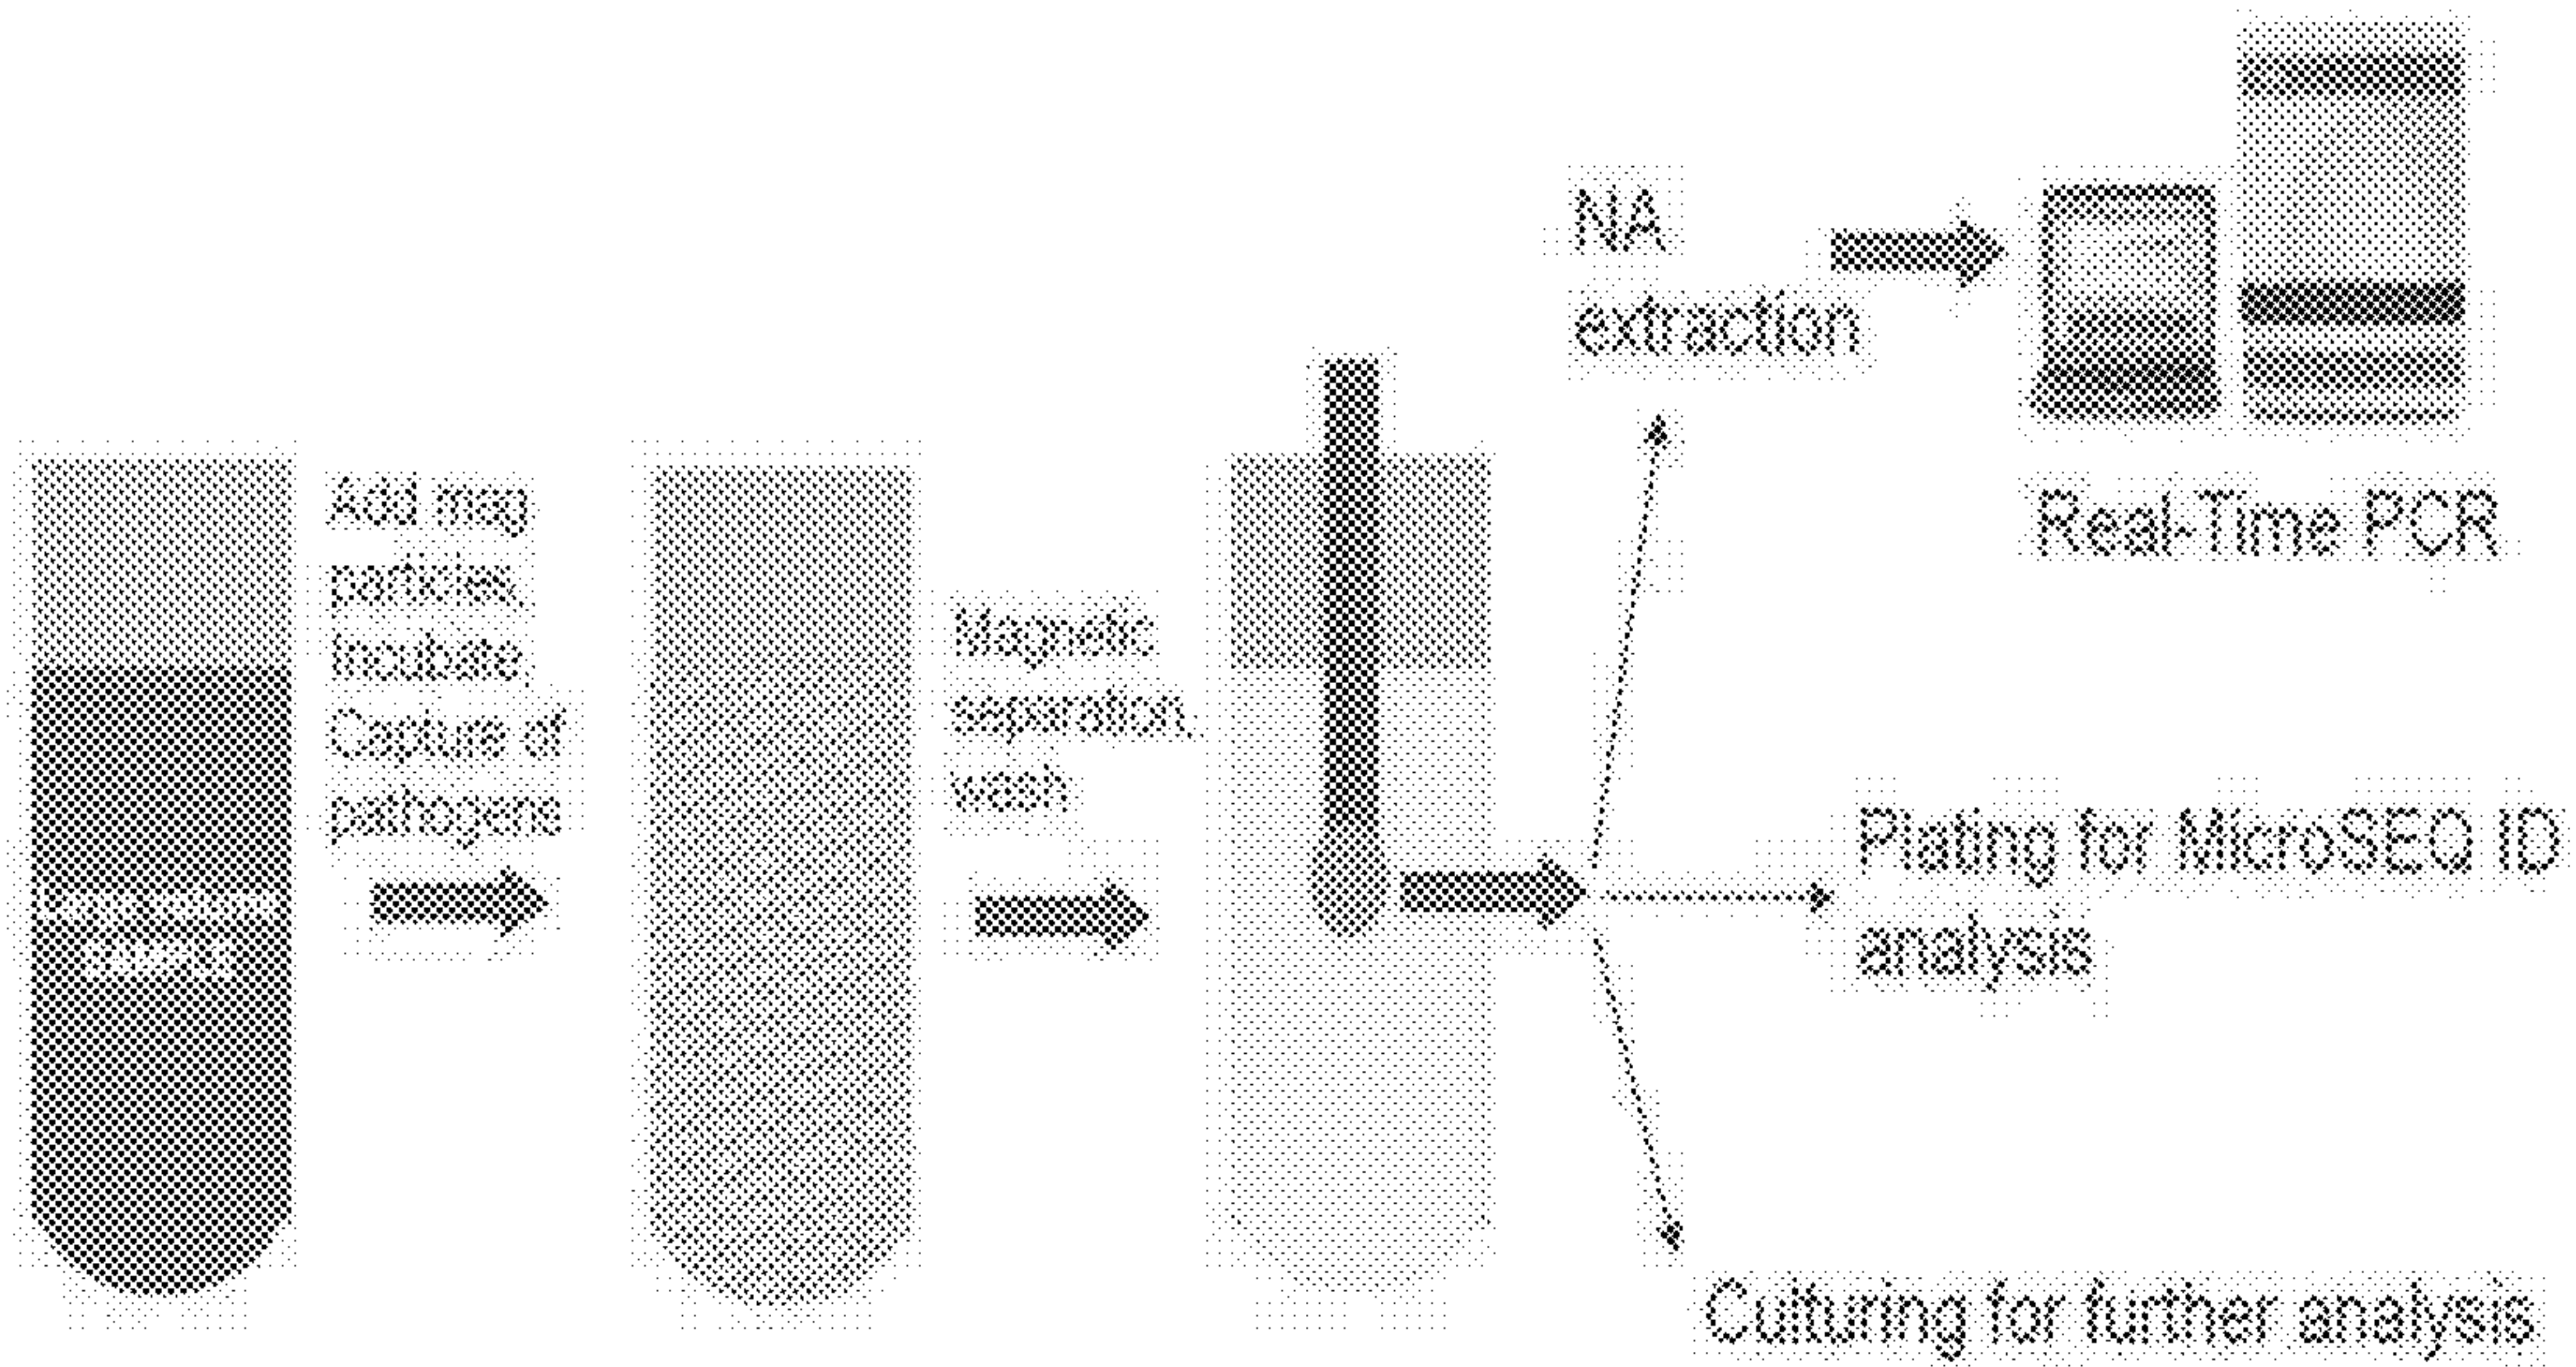 Add mag
particles,
Incubate,
Capture of
pathogens
Magnetic
separation,
wash
NA
extraction
Real-Time PCR
Plating for MicroSEQ ID
analysis
Culturing for further analysis